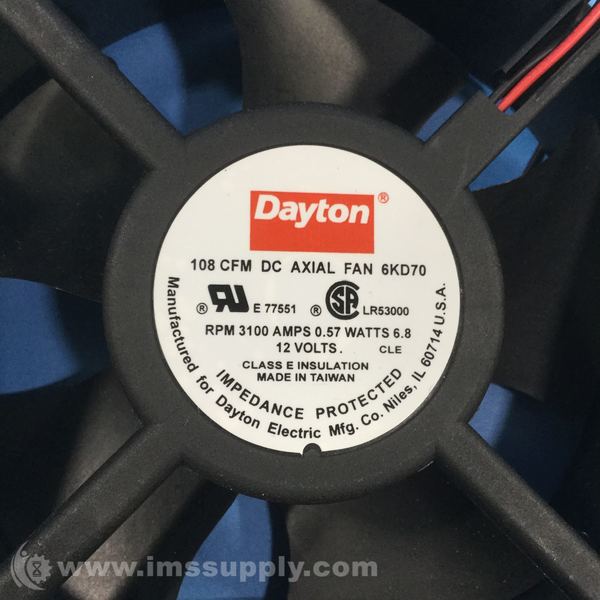 Dayton®
108 CFM DC AXIAL FAN 6KD70
® RU E 77551 ® SA LR53000
RPM 3100 AMPS 0.57 WATTS 6.8
12 VOLTS. CLE
CLASS E INSULATION
MADE IN TAIWAN
IMPEDANCE PROTECTED
Manufactured for Dayton Electric Mfg. Co. Niles, IL 60714 U.S.A.
www.imssupply.com